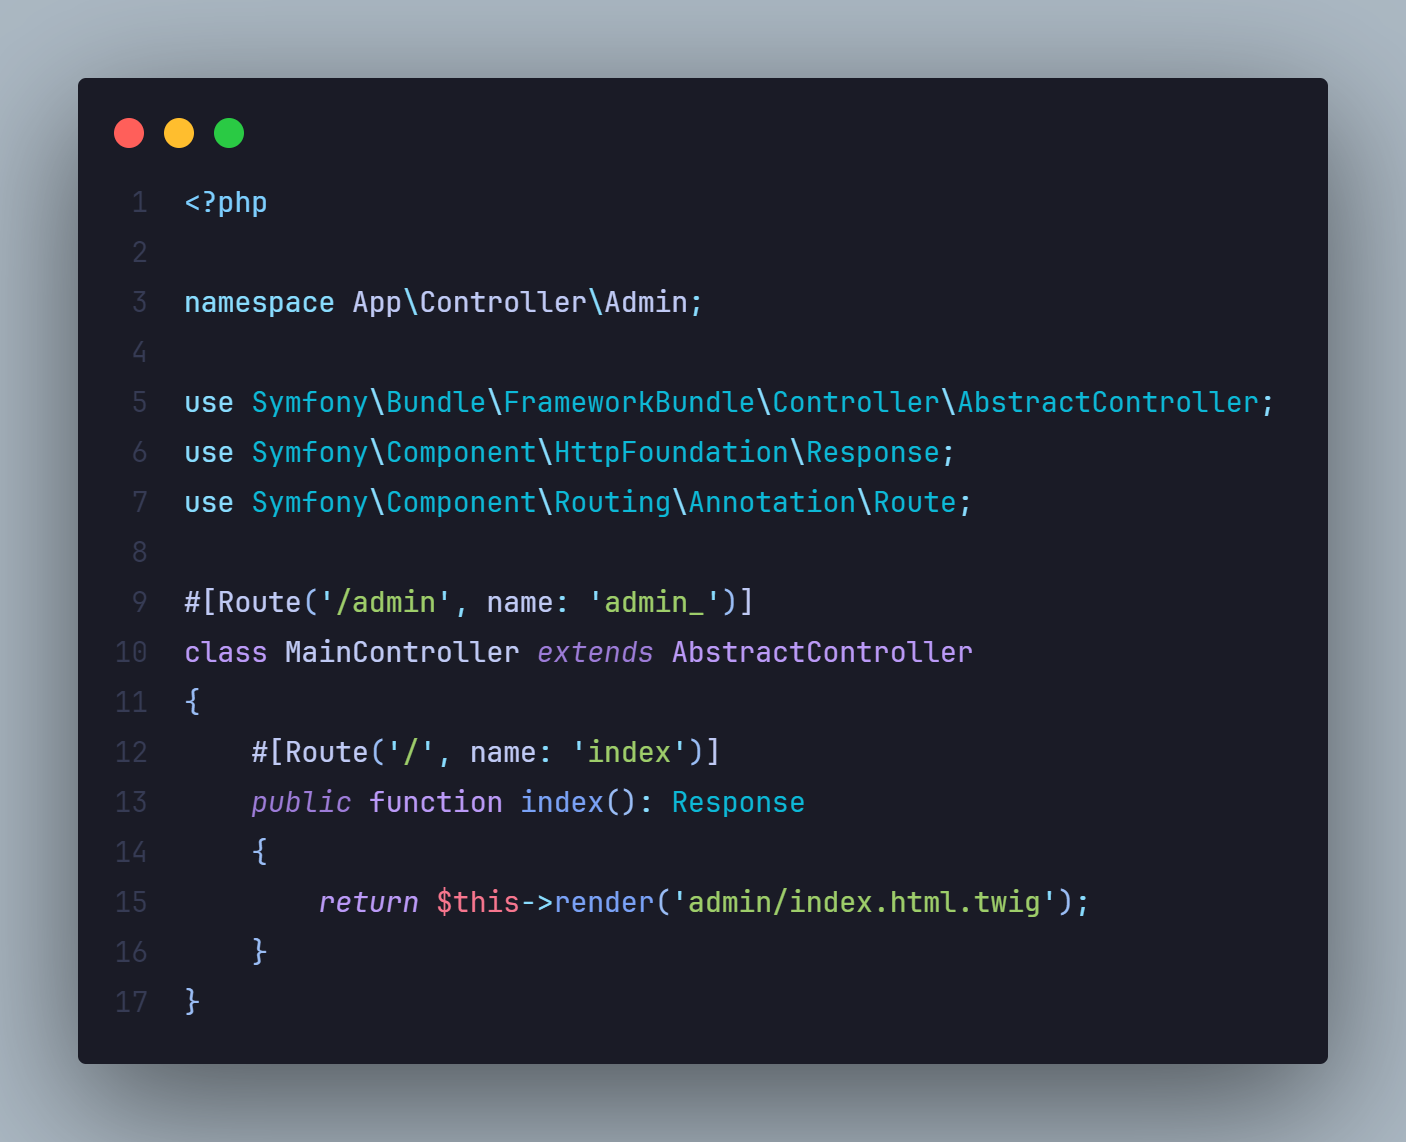 1 <?php
2
3 namespace App\Controller\Admin;
4
5 use Symfony\Bundle\FrameworkBundle\Controller\AbstractController;
6 use Symfony\Component\HttpFoundation\Response;
7 use Symfony\Component\Routing\Annotation\Route;
8
9 #[Route('/admin', name: 'admin_')]
10 class MainController extends AbstractController
11 {
12     #[Route('/', name: 'index')]
13     public function index(): Response
14     {
15         return $this->render('admin/index.html.twig');
16     }
17 }